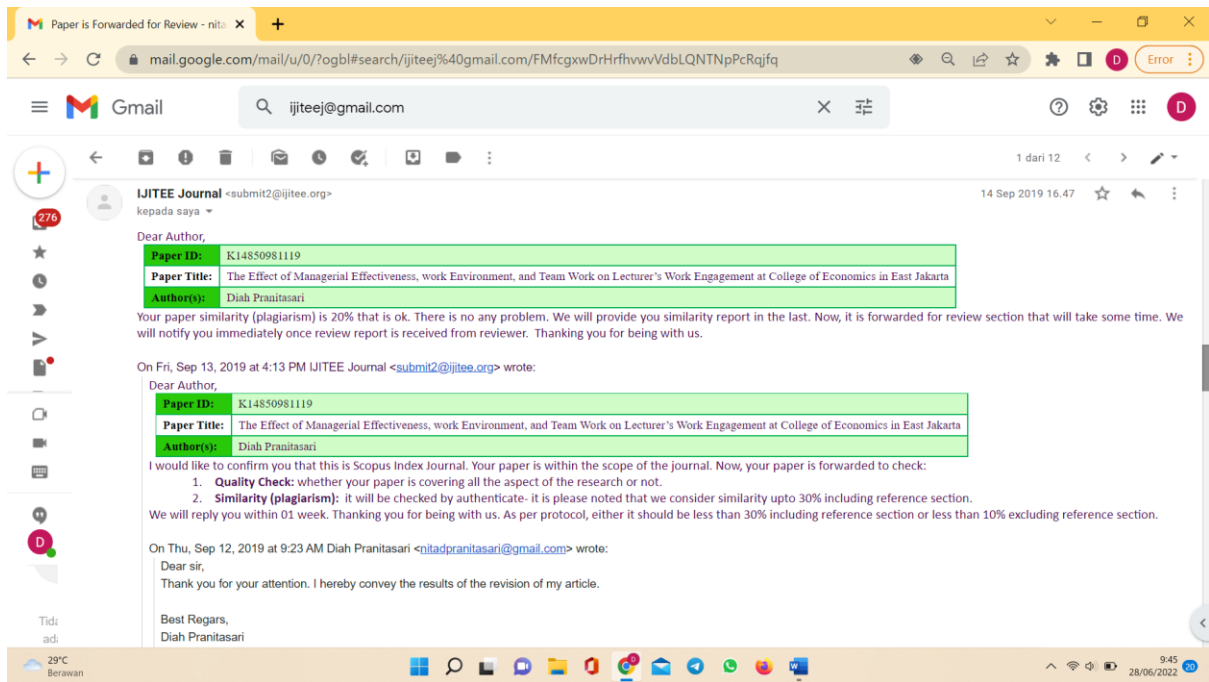 Paper is Forwarded for Review - nita
mail.google.com/mail/u/0/?ogbl#search/ijiteej%40gmail.com/FMfcgxwDrHrfhvwvVdbLQNTNpPcRqjfq
D
Error
Gmail
ijiteej@gmail.com
D
1 dari 12
276
IJITEE Journal <submit2@ijitee.org>
14 Sep 2019 16.47
kepada saya
Dear Author,
Paper ID: K14850981119
Paper Title: The Effect of Managerial Effectiveness, work Environment, and Team Work on Lecturer's Work Engagement at College of Economics in East Jakarta
Author(s): Diah Pranitasari
Your paper similarity (plagiarism) is 20% that is ok. There is no any problem. We will provide you similarity report in the last. Now, it is forwarded for review section that will take some time. We
will notify you immediately once review report is received from reviewer. Thanking you for being with us.
On Fri, Sep 13, 2019 at 4:13 PM IJITEE Journal <submit2@ijitee.org> wrote:
Dear Author,
Paper ID: K14850981119
Paper Title: The Effect of Managerial Effectiveness, work Environment, and Team Work on Lecturer's Work Engagement at College of Economics in East Jakarta
Author(s): Diah Pranitasari
I would like to confirm you that this is Scopus Index Journal. Your paper is within the scope of the journal. Now, your paper is forwarded to check:
1. Quality Check: whether your paper is covering all the aspect of the research or not.
2. Similarity (plagiarism): it will be checked by authenticate- it is please noted that we consider similarity upto 30% including reference section.
We will reply you within 01 week. Thanking you for being with us. As per protocol, either it should be less than 30% including reference section or less than 10% excluding reference section.
On Thu, Sep 12, 2019 at 9:23 AM Diah Pranitasari <nitadpranitasari@gmail.com> wrote:
Dear sir,
Thank you for your attention. I hereby convey the results of the revision of my article.
Best Regars,
Diah Pranitasari
D
Tida
ada
29°C
Berawan
9:45
28/06/2022
20